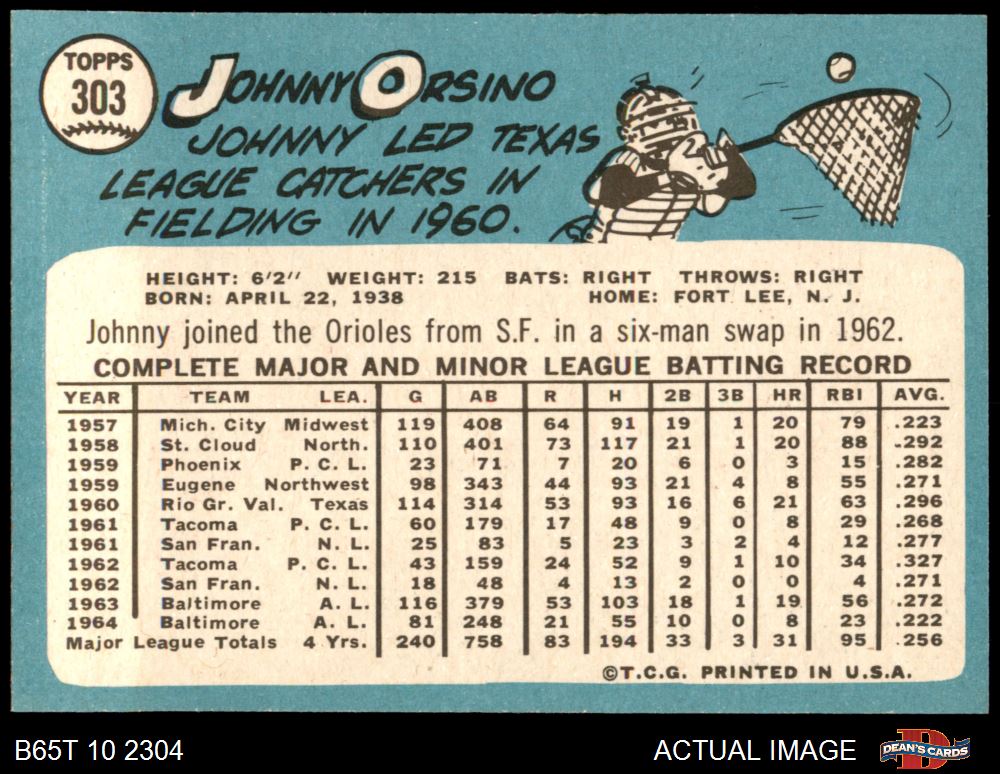 TOPPS
303
JOHNNY ORSINO
JOHNNY LED TEXAS
LEAGUE CATCHERS IN
FIELDING IN 1960.
HEIGHT: 6'2" WEIGHT: 215 BATS: RIGHT THROWS: RIGHT
BORN: APRIL 22, 1938 HOME: FORT LEE, N. J.
Johnny joined the Orioles from S.F. in a six-man swap in 1962.
COMPLETE MAJOR AND MINOR LEAGUE BATTING RECORD
YEAR TEAM LEA. G AB R H 2B 3B HR RBI AVG.
1957 Mich. City Midwest 119 408 64 91 19 1 20 79 .223
1958 St. Cloud North. 110 401 73 117 21 1 20 88 .292
1959 Phoenix P. C. L. 23 71 7 20 6 0 3 15 .282
1959 Eugene Northwest 98 343 44 93 21 4 8 55 .271
1960 Rio Gr. Val. Texas 114 314 53 93 16 6 21 63 .296
1961 Tacoma P. C. L. 60 179 17 48 9 0 8 29 .268
1961 San Fran. N. L. 25 83 5 23 3 2 4 12 .277
1962 Tacoma P. C. L. 43 159 24 52 9 1 10 34 .327
1962 San Fran. N. L. 18 48 4 13 2 0 0 4 .271
1963 Baltimore A. L. 116 379 53 103 18 1 19 56 .272
1964 Baltimore A. L. 81 248 21 55 10 0 8 23 .222
Major League Totals 4 Yrs. 240 758 83 194 33 3 31 95 .256
©T.C.G. PRINTED IN U.S.A.
B65T 10 2304 ACTUAL IMAGE DEAN'S CARDS